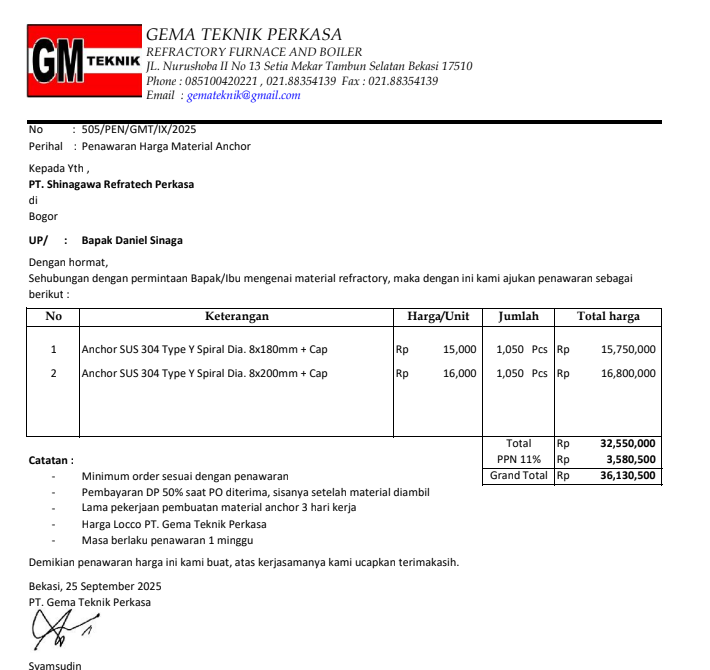 GM TEKNIK
GEMA TEKNIK PERKASA
REFRACTORY FURNACE AND BOILER
JL. Nurushoba II No 13 Setia Mekar Tambun Selatan Bekasi 17510
Phone : 085100420221 , 021.88354139 Fax : 021.88354139
Email : gemateknik@gmail.com
No : 505/PEN/GMT/IX/2025
Perihal : Penawaran Harga Material Anchor
Kepada Yth ,
PT. Shinagawa Refratech Perkasa
di
Bogor
UP/ : Bapak Daniel Sinaga
Dengan hormat,
Sehubungan dengan permintaan Bapak/Ibu mengenai material refractory, maka dengan ini kami ajukan penawaran sebagai
berikut :
No Keterangan Harga/Unit Jumlah Total harga
1 Anchor SUS 304 Type Y Spiral Dia. 8x180mm + Cap Rp 15,000 1,050 Pcs Rp 15,750,000
2 Anchor SUS 304 Type Y Spiral Dia. 8x200mm + Cap Rp 16,000 1,050 Pcs Rp 16,800,000
Total Rp 32,550,000
Catatan : PPN 11% Rp 3,580,500
- Minimum order sesuai dengan penawaran Grand Total Rp 36,130,500
- Pembayaran DP 50% saat PO diterima, sisanya setelah material diambil
- Lama pekerjaan pembuatan material anchor 3 hari kerja
- Harga Locco PT. Gema Teknik Perkasa
- Masa berlaku penawaran 1 minggu
Demikian penawaran harga ini kami buat, atas kerjasamanya kami ucapkan terimakasih.
Bekasi, 25 September 2025
PT. Gema Teknik Perkasa
Syamsudin